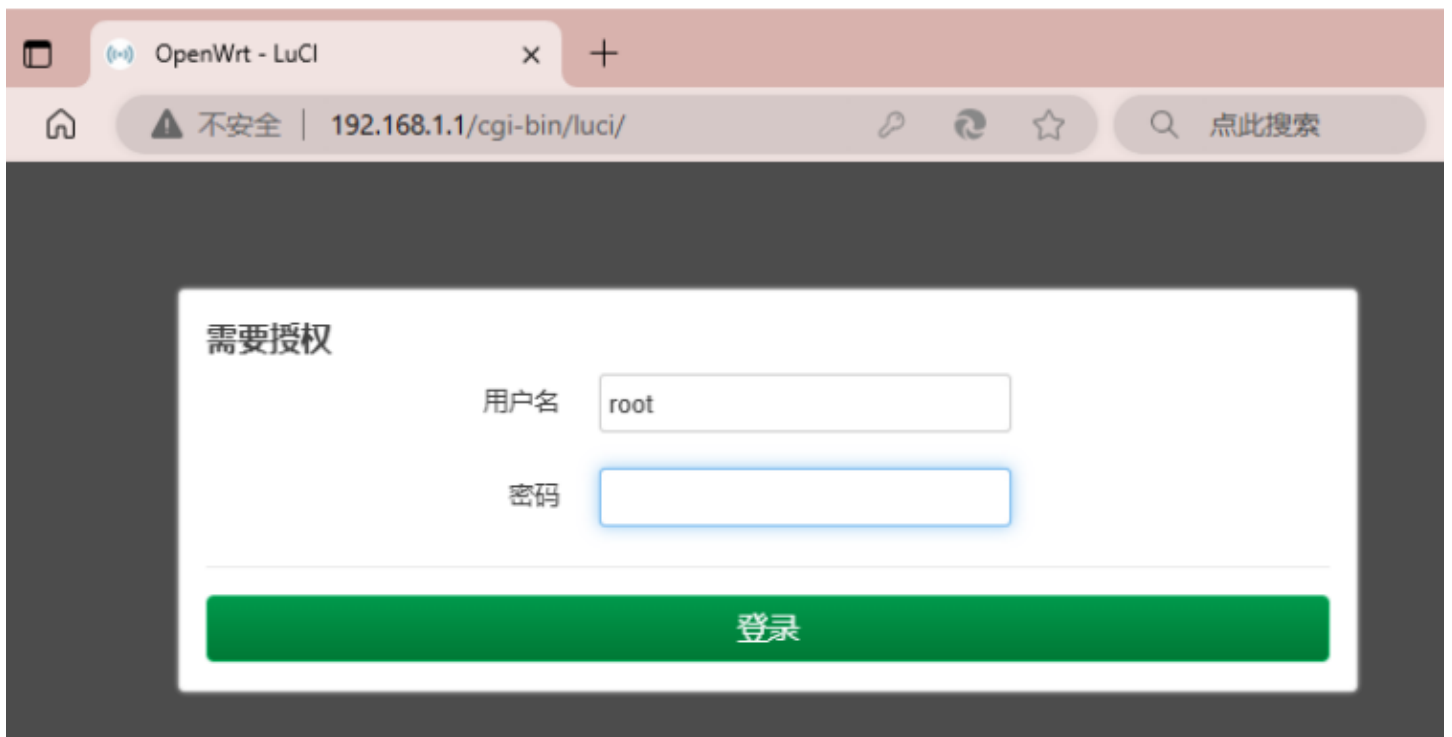 OpenWrt - LuCI
不安全 | 192.168.1.1/cgi-bin/luci/ 点此搜索
需要授权
用户名 root
密码
登录